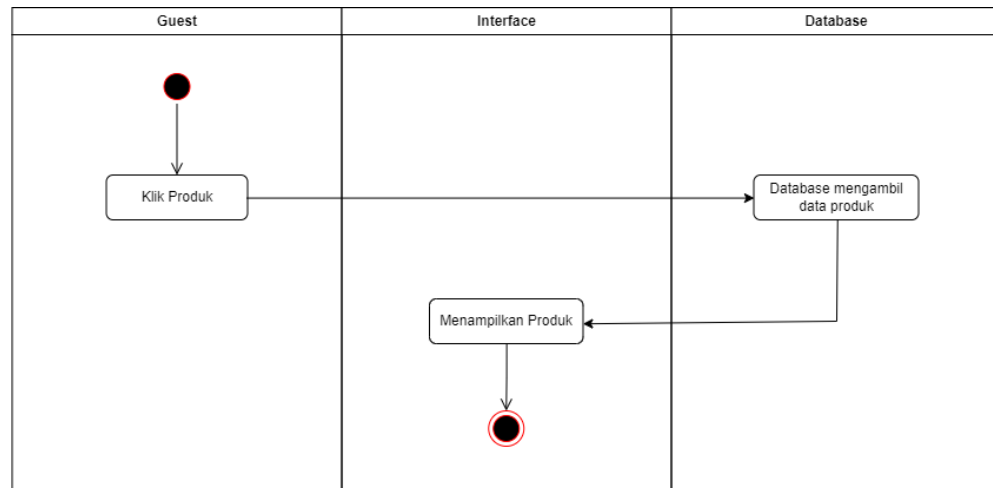 Guest
Interface
Database
Klik Produk
Database mengambil
data produk
Menampilkan Produk